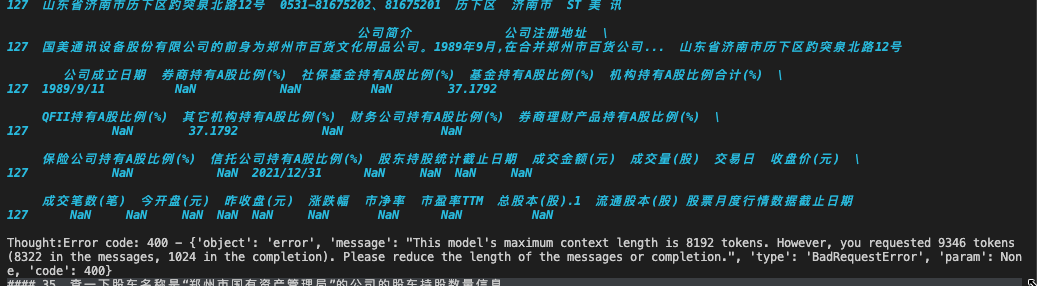 127 山东省济南市历下区趵突泉北路12号 0531-81675202、81675201 历下区 济南市 ST 美 讯
公司简介 公司注册地址 \
127 国美通讯设备股份有限公司的前身为郑州市百货文化用品公司。1989年9月,在合并郑州市百货公司... 山东省济南市历下区趵突泉北路12号
公司成立日期 券商持有A股比例(%) 社保基金持有A股比例(%) 基金持有A股比例(%) 机构持有A股比例合计(%) \
127 1989/9/11 NaN NaN NaN 37.1792
QFII持有A股比例(%) 其它机构持有A股比例(%) 财务公司持有A股比例(%) 券商理财产品持有A股比例(%) \
127 NaN 37.1792 NaN NaN
保险公司持有A股比例(%) 信托公司持有A股比例(%) 股东持股统计截止日期 成交金额(元) 成交量(股) 交易日 收盘价(元) \
127 NaN NaN 2021/12/31 NaN NaN NaN NaN
成交笔数(笔) 今开盘(元) 昨收盘(元) 涨跌幅 市净率 市盈率TTM 总股本(股).1 流通股本(股) 股票月度行情数据截止日期
127 NaN NaN NaN NaN NaN NaN NaN NaN NaN
Thought:Error code: 400 - {'object': 'error', 'message': "This model's maximum context length is 8192 tokens. However, you requested 9346 tokens
(8322 in the messages, 1024 in the completion). Please reduce the length of the messages or completion.", 'type': 'BadRequestError', 'param': Non
e, 'code': 400}
#### 35、查一下股东名称是“郑州市国有资产管理局”的公司的股东持股数量信息